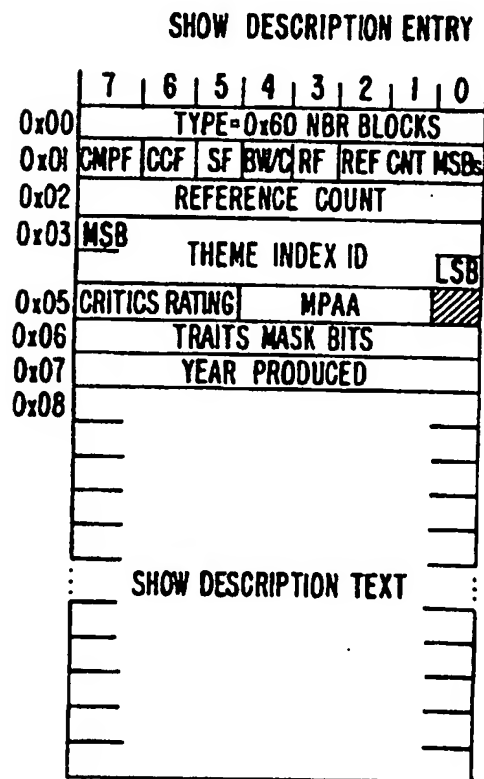 SHOW DESCRIPTION ENTRY
7 6 5 4 3 2 1 0
0x00 TYPE=0x60 NBR BLOCKS
0x01 CMPF CCF SF BW/C RF REF CNT MSBs
0x02 REFERENCE COUNT
0x03 MSB
THEME INDEX ID
LSB
0x05 CRITICS RATING MPAA
0x06 TRAITS MASK BITS
0x07 YEAR PRODUCED
0x08
SHOW DESCRIPTION TEXT